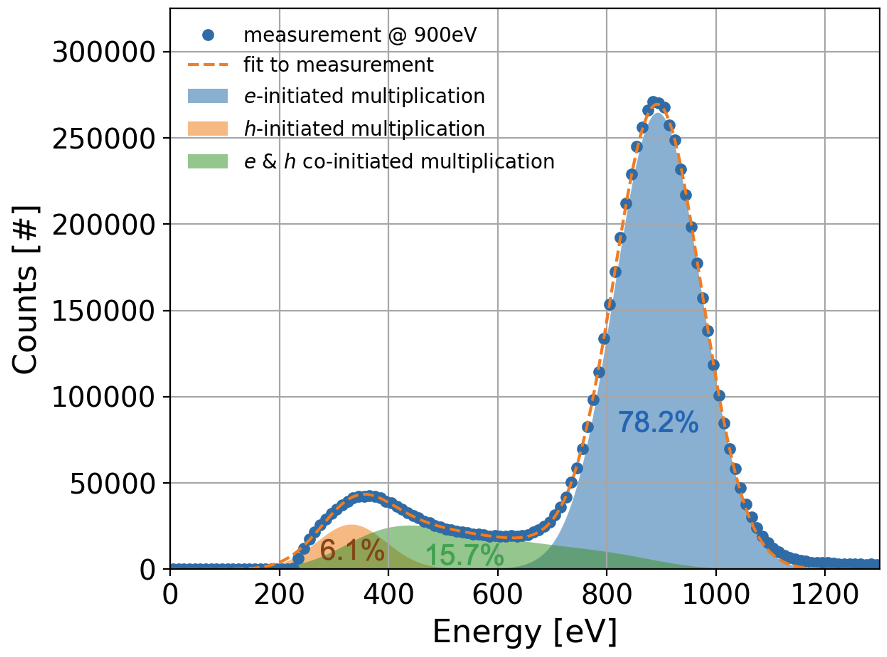 measurement @ 900eV
fit to measurement
e-initiated multiplication
h-initiated multiplication
e & h co-initiated multiplication
300000
250000
200000
150000
100000
50000
0
Counts [#]
78.2%
6.1%
15.7%
0 200 400 600 800 1000 1200
Energy [eV]